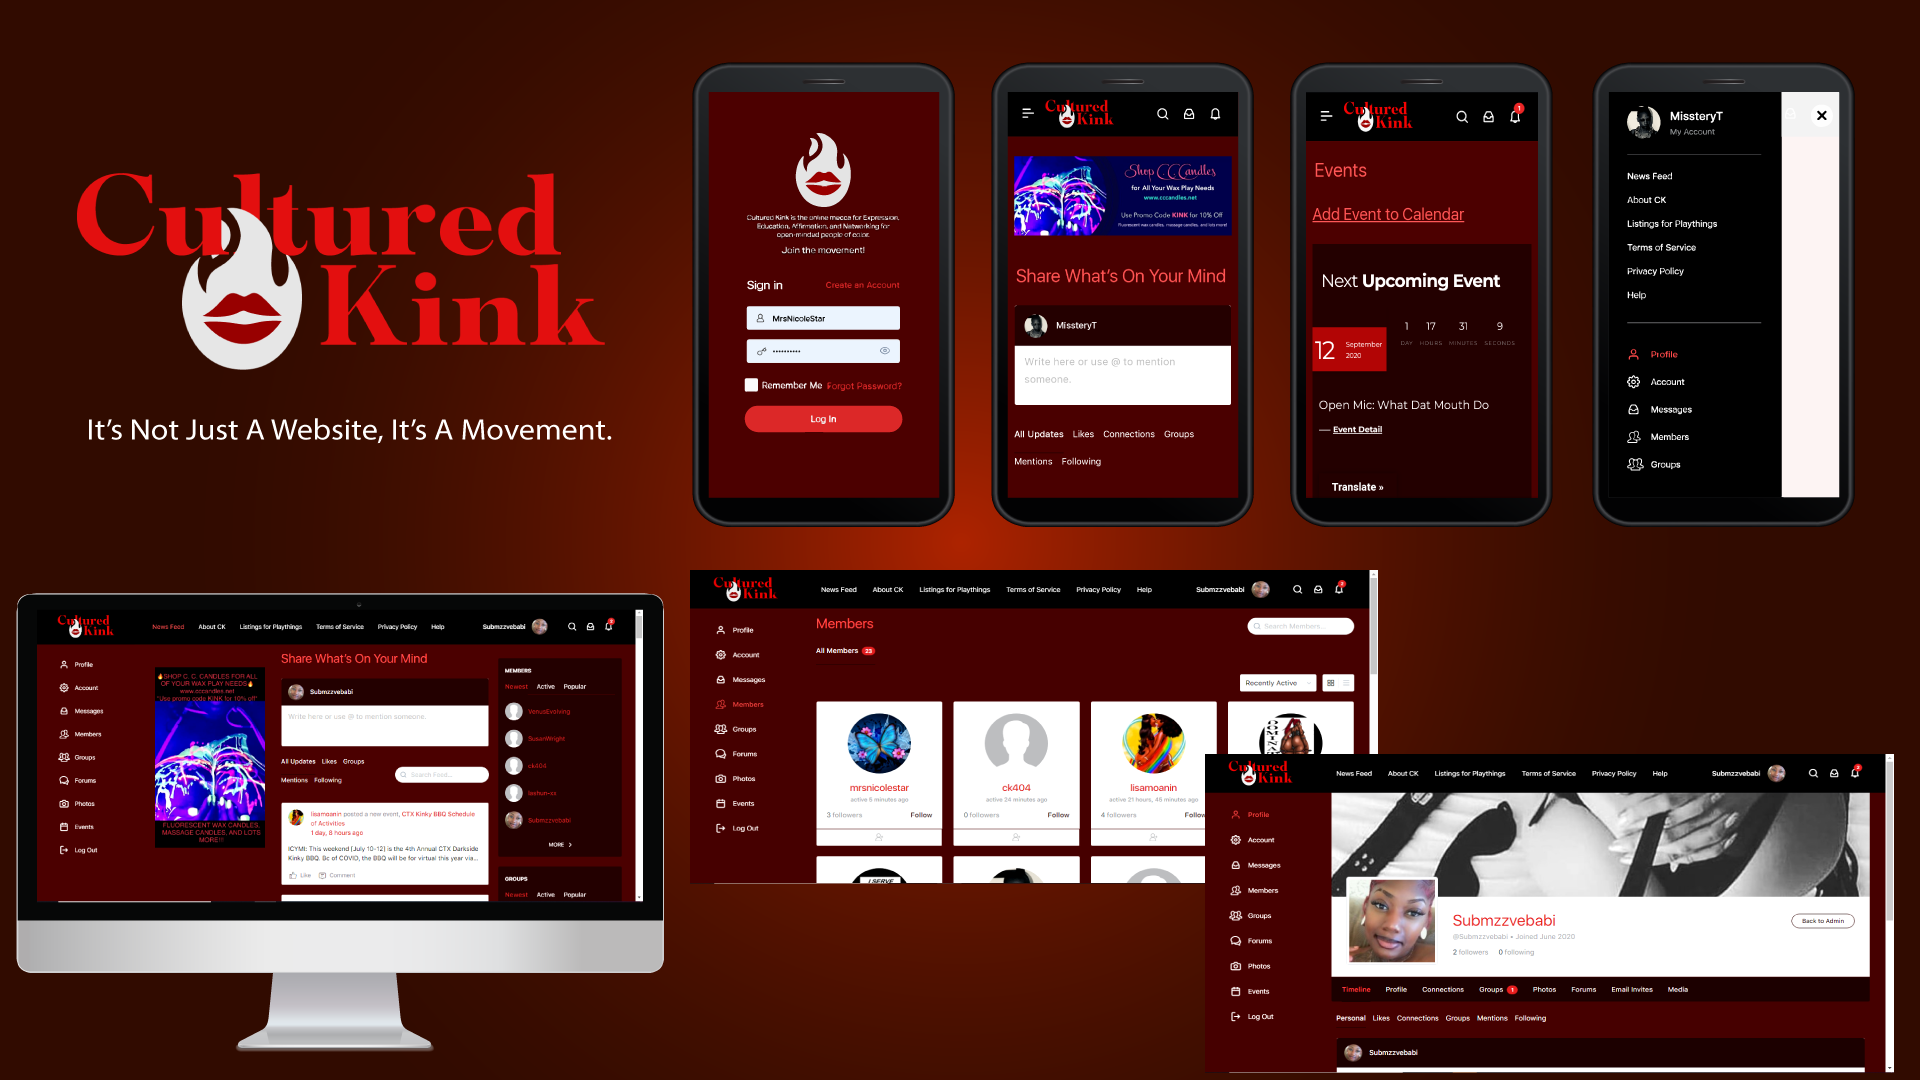 Cultured
Kink
It's Not Just A Website, It's A Movement.
Cultured Kink is the online mecca for Expression,
Education, Affirmation, and Networking for
open-minded people of color.
Join the movement!
Sign in
Create an Account
MrsNicoleStar
Remember Me
Forgot Password?
Log In
Cultured
Kink
Shop CCCandles
for All Your Wax Play Needs
www.cccandles.net
Use Promo Code KINK for 10% Off
Fluorescent wax candles, massage candles, and lots more!
Share What's On Your Mind
MissteryT
Write here or use @ to mention
someone.
All Updates Likes Connections Groups
Mentions Following
Cultured
Kink
1
Events
Add Event to Calendar
Next Upcoming Event
12 September
2020
1 17 31 9
DAY HOURS MINUTES SECONDS
Open Mic: What Dat Mouth Do
— Event Detail
Translate »
MissteryT
My Account
News Feed
About CK
Listings for Playthings
Terms of Service
Privacy Policy
Help
Profile
Account
Messages
Members
Groups
Cultured
Kink
News Feed About CK Listings for Playthings Terms of Service Privacy Policy Help
Submzzvebabi
Profile
Account
Messages
Members
Groups
Forums
Photos
Events
Log Out
SHOP C. C. CANDLES FOR ALL
OF YOUR WAX PLAY NEEDS
www.cccandles.net
"Use promo code KINK for 10% off"
FLUORESCENT WAX CANDLES,
MASSAGE CANDLES, AND LOTS
MORE!!!
Share What's On Your Mind
Submzzvebabi
Write here or use @ to mention someone.
All Updates Likes Groups
Mentions Following
Search Feed...
lisamoanin posted a new event, CTX Kinky BBQ Schedule
of Activities
1 day, 8 hours ago
ICYMI: This weekend (July 10-12) is the 4th Annual CTX Darkside
Kinky BBQ. Bc of COVID, the BBQ will be for virtual this year via...
Like Comment
MEMBERS
Newest Active Popular
VenusEvolving
SusanWright
ck404
Submzzvebabi
MORE
GROUPS
Newest Active Popular
Cultured
Kink
News Feed About CK Listings for Playthings Terms of Service Privacy Policy Help
Submzzvebabi
Profile
Account
Messages
Members
Groups
Forums
Photos
Events
Log Out
Members
Search Members...
All Members 23
Recently Active
mrsnicolestar
active 6 minutes ago
3 followers Follow
ck404
active 24 minutes ago
0 followers Follow
lisamoanin
active 21 hours, 45 minutes ago
4 followers Follow
I SERVE
Cultured
Kink
News Feed About CK Listings for Playthings Terms of Service Privacy Policy Help
Submzzvebabi
Profile
Account
Messages
Members
Groups
Forums
Photos
Events
Log Out
Submzzvebabi
@Submzzvebabi • Joined June 2020
2 followers 0 following
Back to Admin
Timeline Profile Connections Groups 1 Photos Forums Email Invites Media
Personal Likes Connections Groups Mentions Following
Submzzvebabi